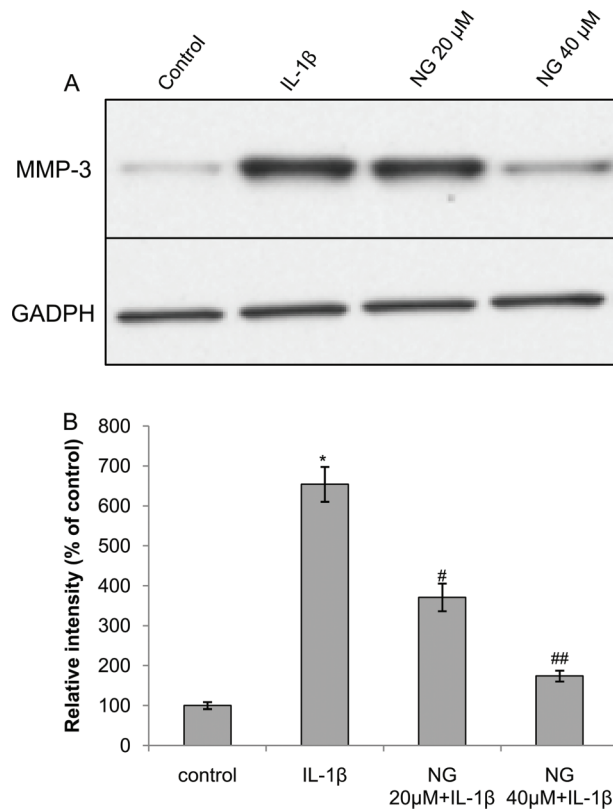 A
Control
IL-1β
NG 20 μM
NG 40 μM
MMP-3
GADPH
B
Relative intensity (% of control)
800
700
600
500
400
300
200
100
0
*
#
##
control
IL-1β
NG
20μM+IL-1β
NG
40μM+IL-1β